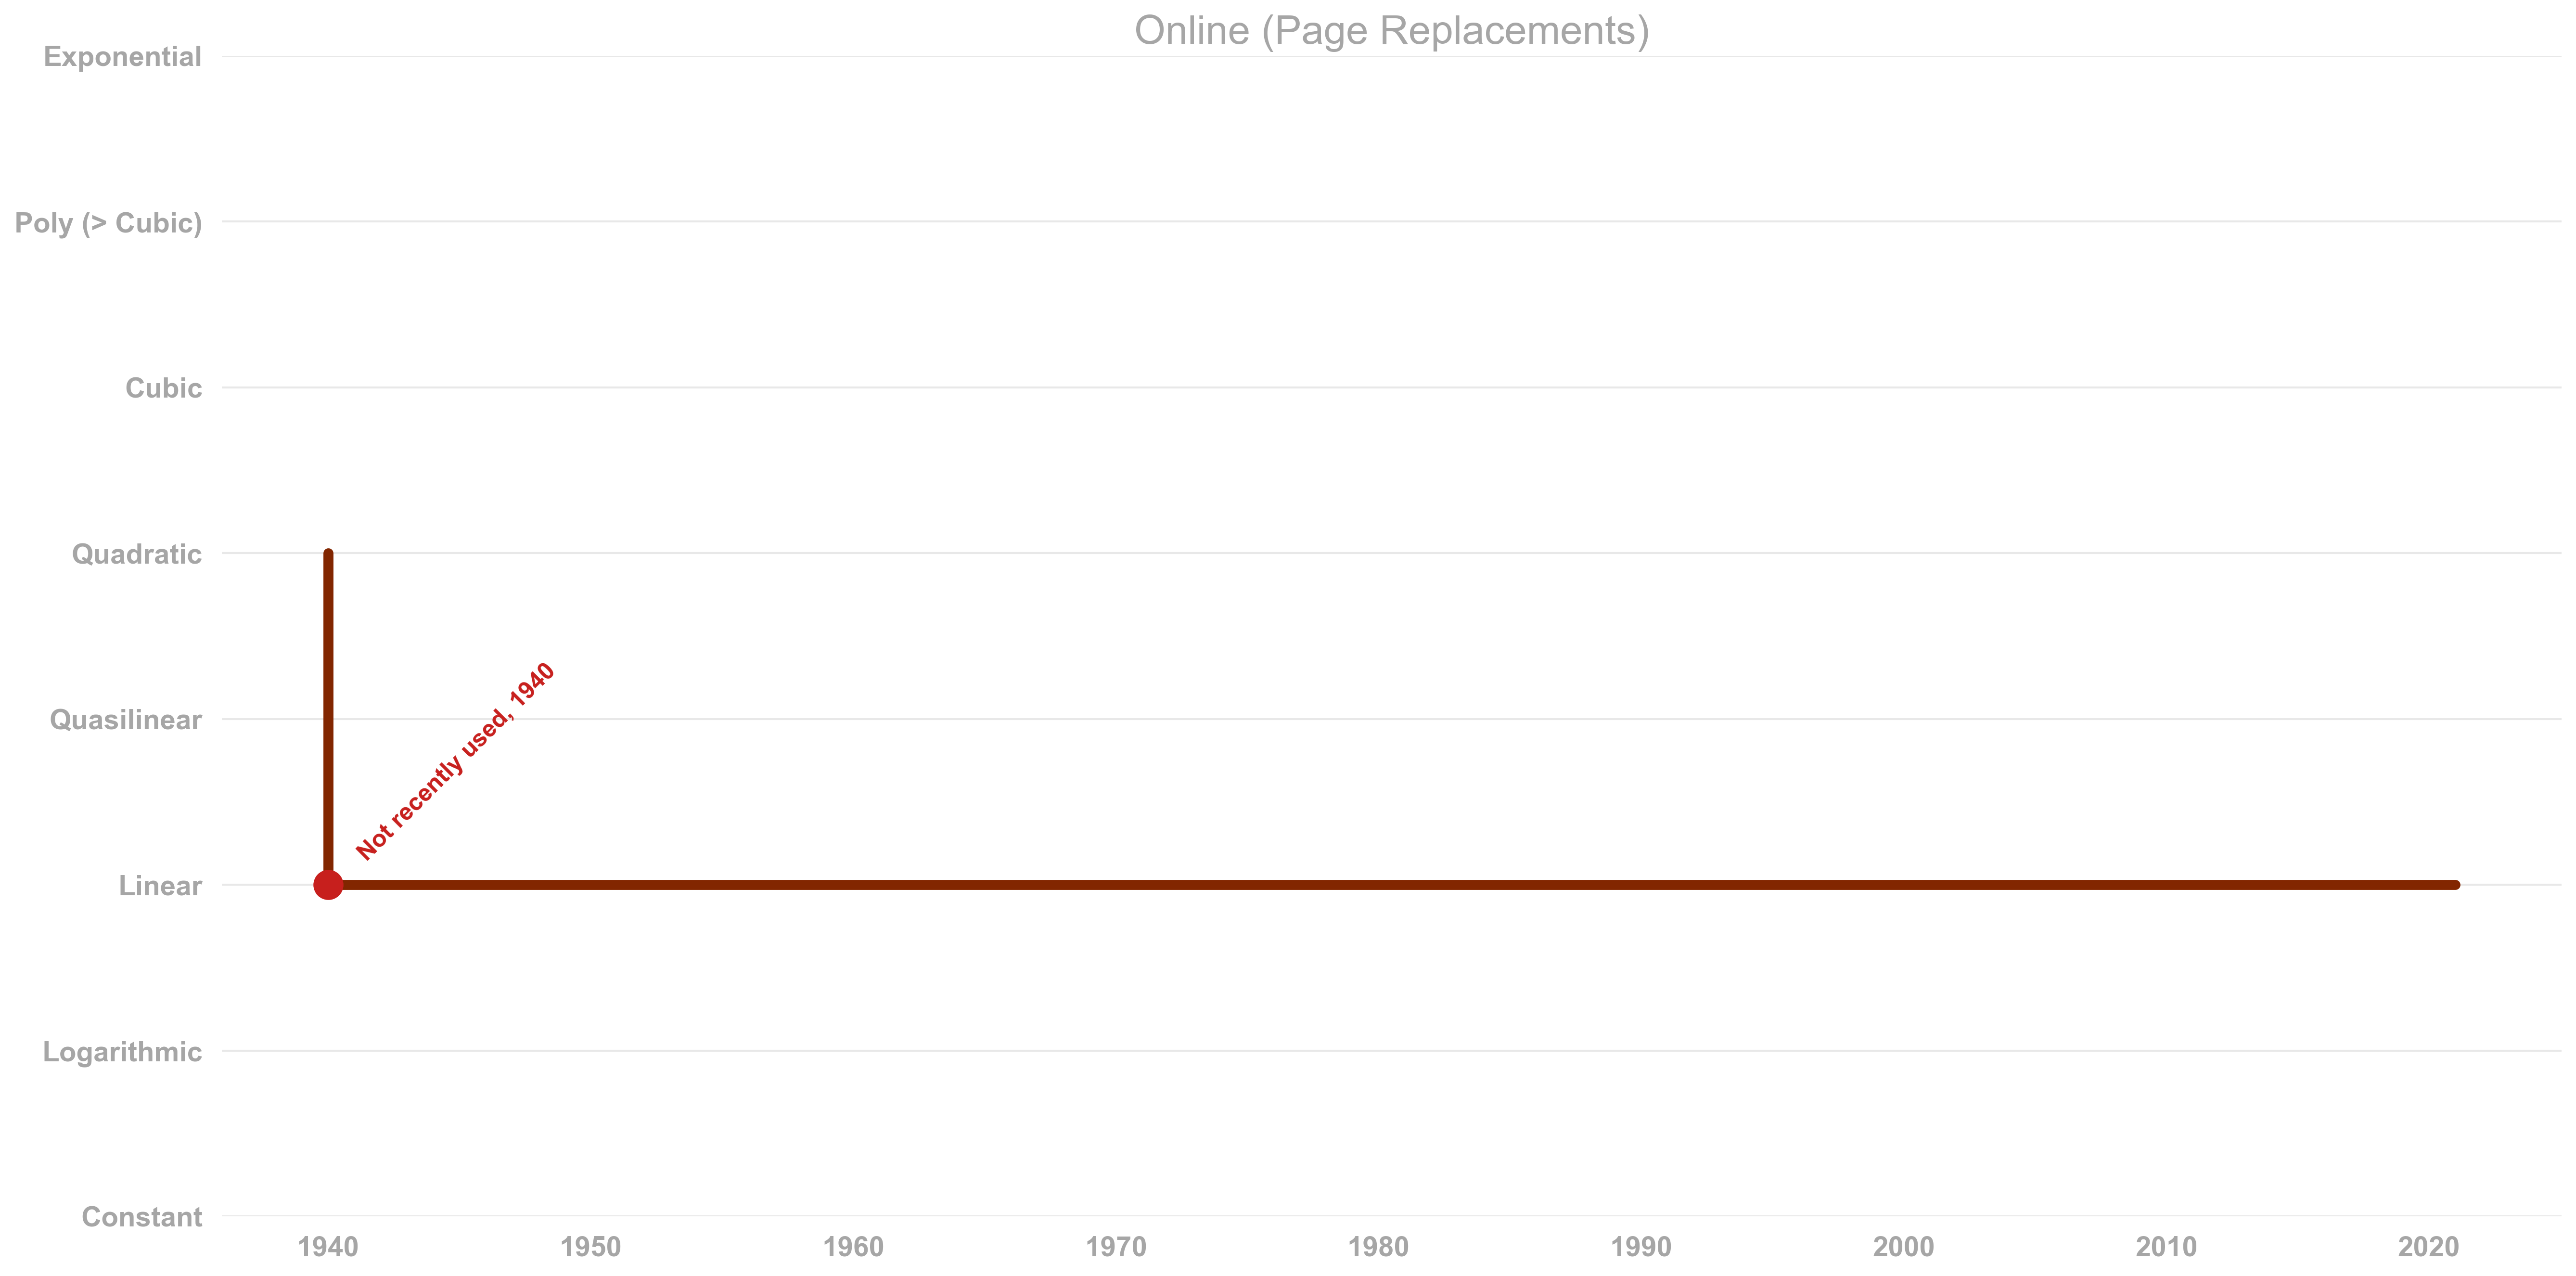 Online (Page Replacements)
Exponential
Poly (> Cubic)
Cubic
Quadratic
Quasilinear
Linear
Logarithmic
Constant
Not recently used, 1940
1940 1950 1960 1970 1980 1990 2000 2010 2020